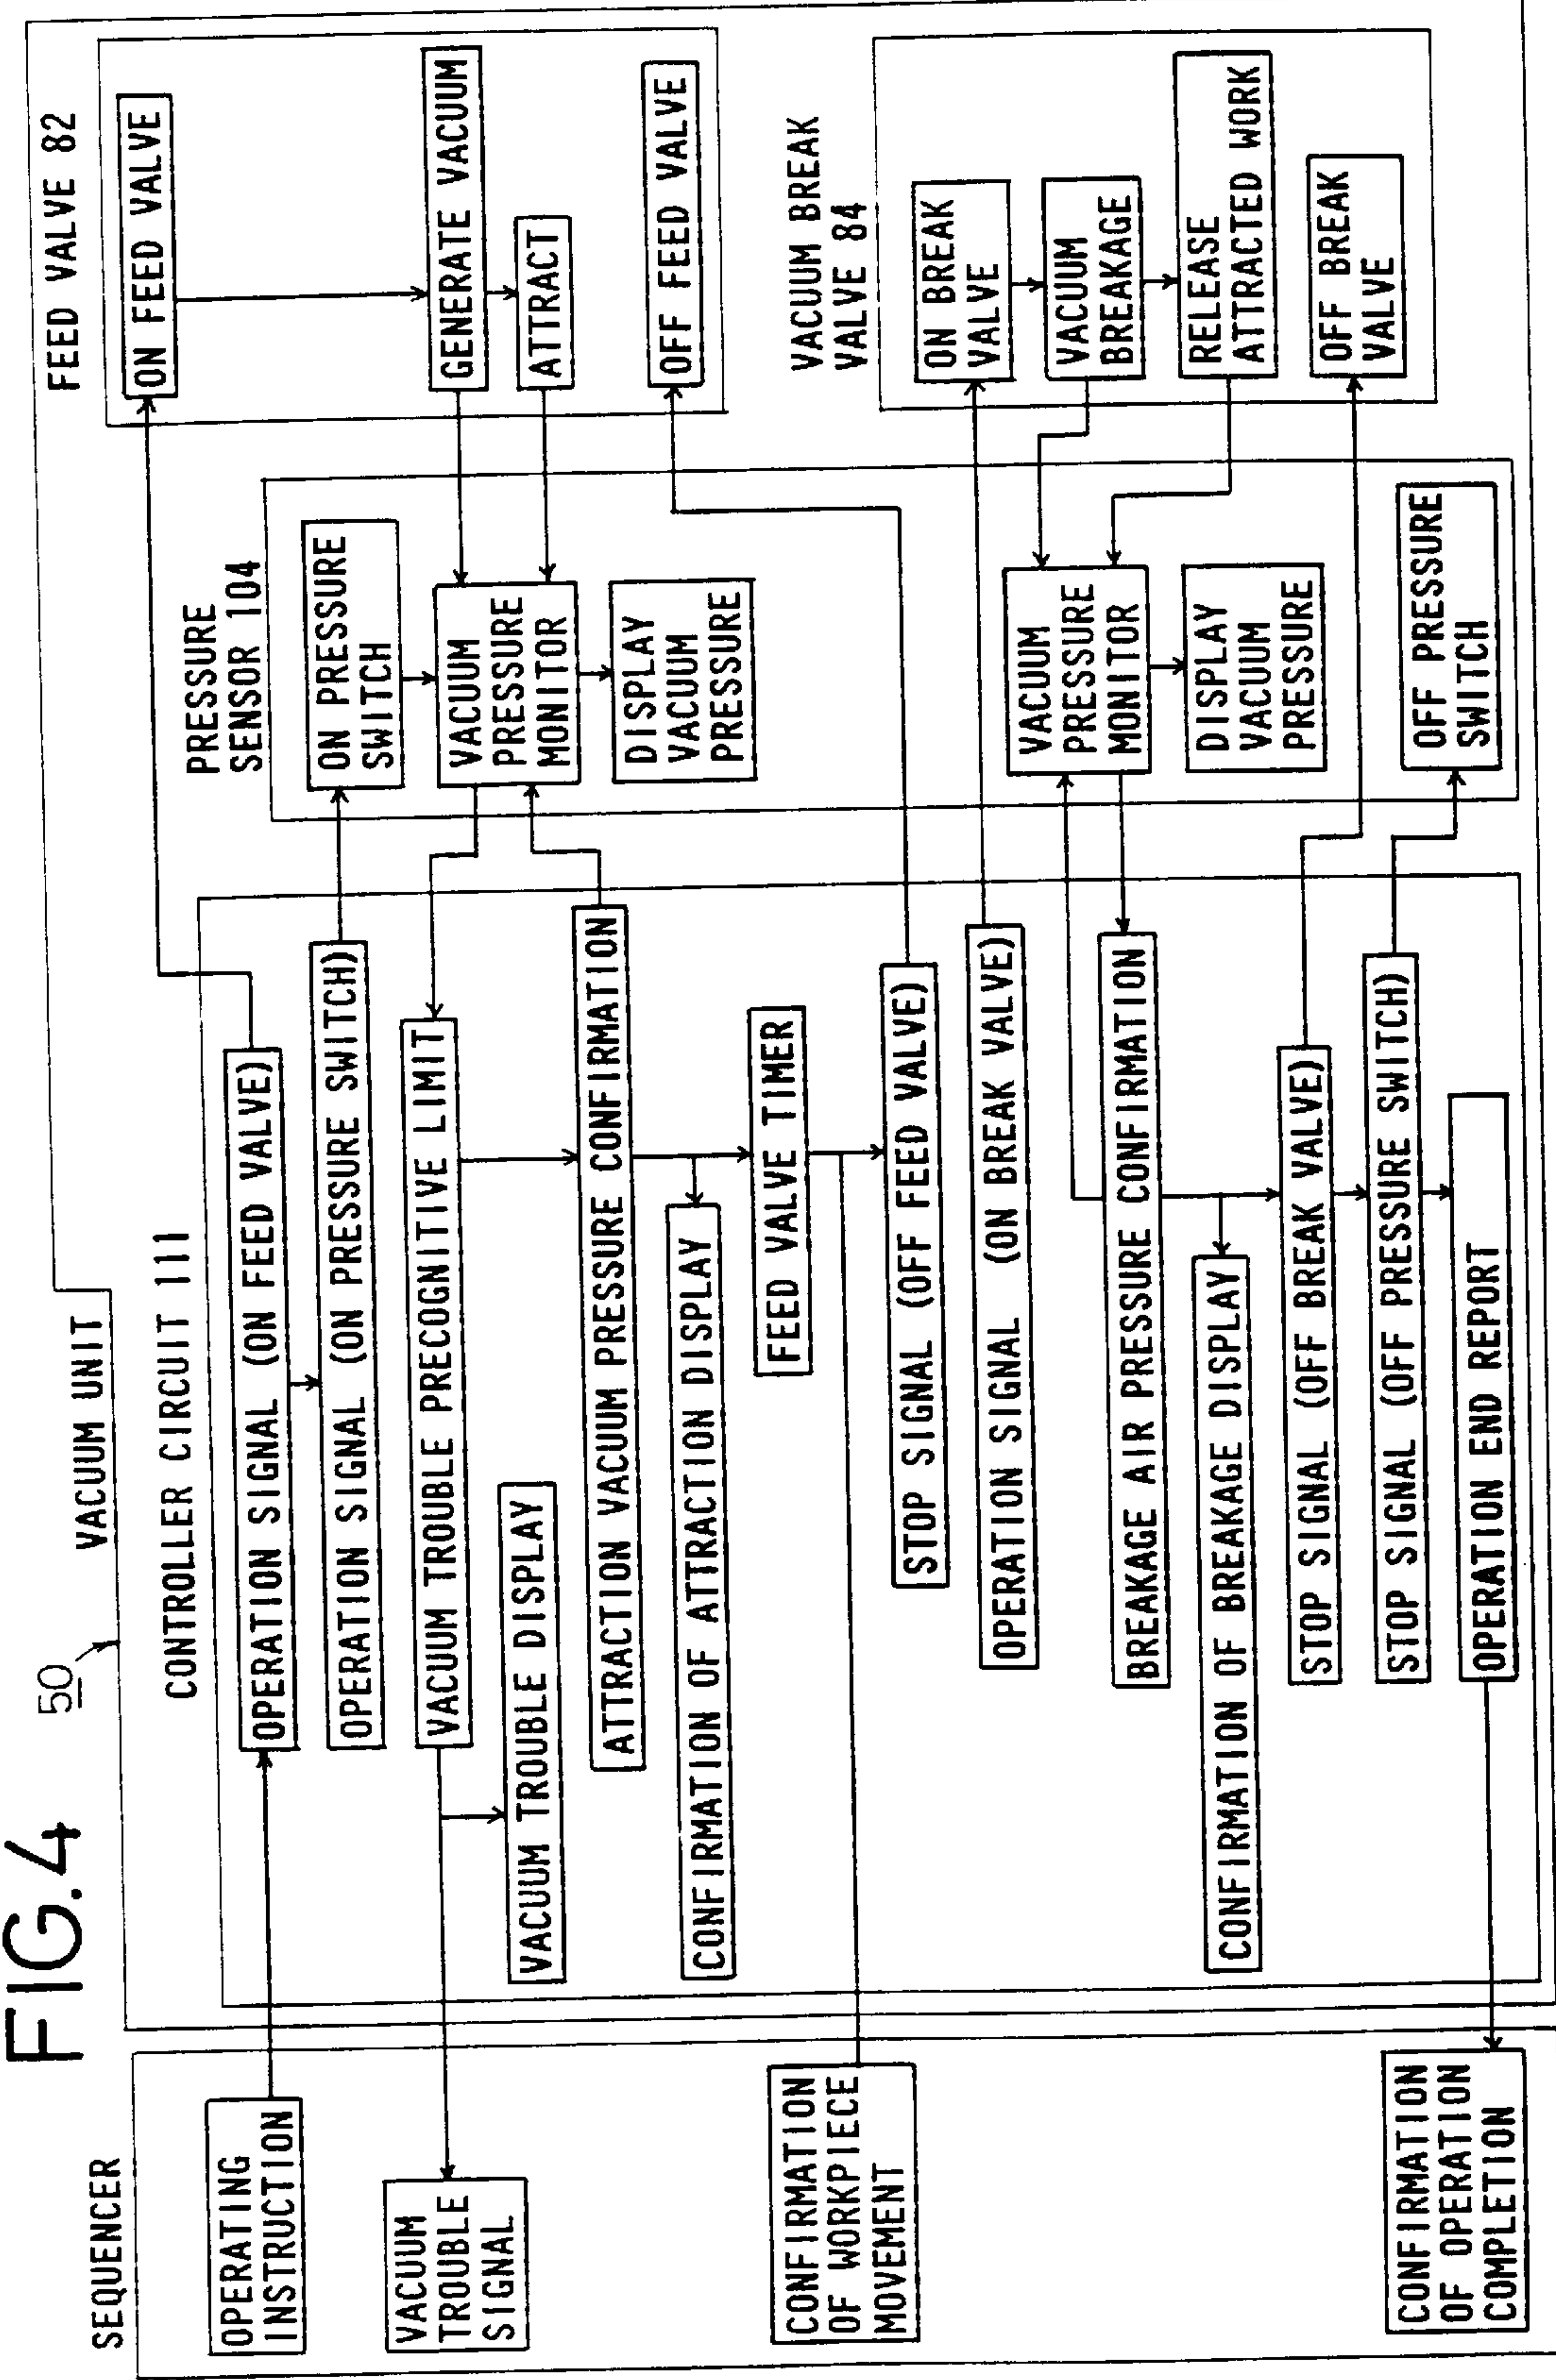 FIG.4
50
VACUUM UNIT
SEQUENCER
OPERATING
INSTRUCTION
VACUUM
TROUBLE
SIGNAL
CONFIRMATION
OF WORKPIECE
MOVEMENT
CONFIRMATION
OF OPERATION
COMPLETION
CONTROLLER CIRCUIT 111
OPERATION SIGNAL (ON FEED VALVE)
OPERATION SIGNAL (ON PRESSURE SWITCH)
VACUUM TROUBLE PRECOGNITIVE LIMIT
VACUUM TROUBLE DISPLAY
ATTRACTION VACUUM PRESSURE CONFIRMATION
CONFIRMATION OF ATTRACTION DISPLAY
FEED VALVE TIMER
STOP SIGNAL (OFF FEED VALVE)
OPERATION SIGNAL (ON BREAK VALVE)
BREAKAGE AIR PRESSURE CONFIRMATION
CONFIRMATION OF BREAKAGE DISPLAY
STOP SIGNAL (OFF BREAK VALVE)
STOP SIGNAL (OFF PRESSURE SWITCH)
OPERATION END REPORT
PRESSURE
SENSOR 104
ON PRESSURE
SWITCH
VACUUM
PRESSURE
MONITOR
DISPLAY
VACUUM
PRESSURE
VACUUM
PRESSURE
MONITOR
DISPLAY
VACUUM
PRESSURE
OFF PRESSURE
SWITCH
FEED VALVE 82
ON FEED VALVE
GENERATE VACUUM
ATTRACT
OFF FEED VALVE
VACUUM BREAK
VALVE 84
ON BREAK
VALVE
VACUUM
BREAKAGE
RELEASE
ATTRACTED WORK
OFF BREAK
VALVE